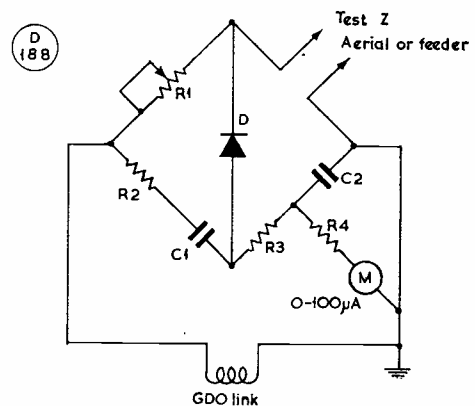 D
188
Test Z
Aerial or feeder
R1
D
R2
C2
C1
R3
R4
M
0-100µA
GDO link